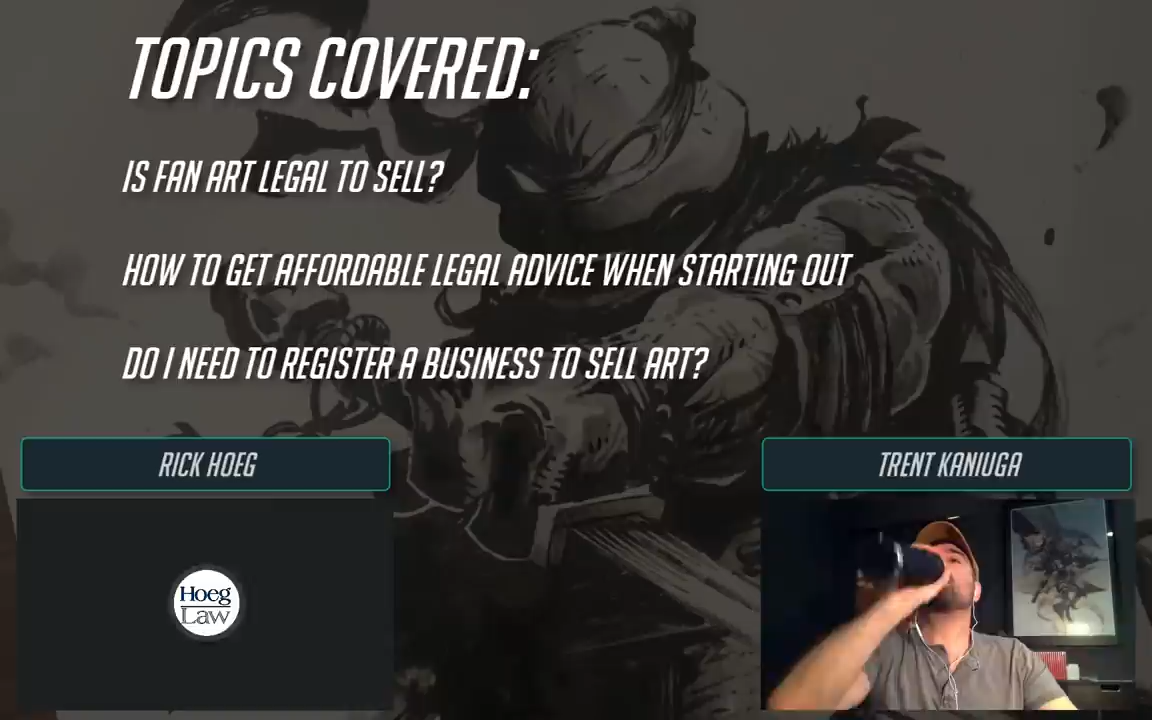 TOPICS COVERED:
IS FAN ART LEGAL TO SELL?
HOW TO GET AFFORDABLE LEGAL ADVICE WHEN STARTING OUT
DO I NEED TO REGISTER A BUSINESS TO SELL ART?
RICK HOEG
TRENT KANIUGA
Hoeg
Law